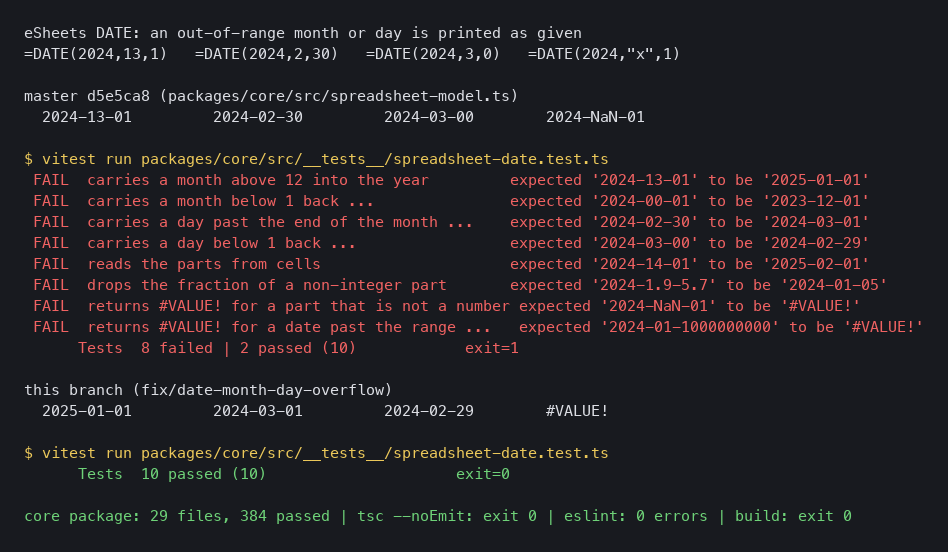 eSheets DATE: an out-of-range month or day is printed as given
=DATE(2024,13,1)   =DATE(2024,2,30)   =DATE(2024,3,0)   =DATE(2024,"x",1)
master d5e5ca8 (packages/core/src/spreadsheet-model.ts)
2024-13-01         2024-02-30         2024-03-00        2024-NaN-01
$ vitest run packages/core/src/__tests__/spreadsheet-date.test.ts
FAIL  carries a month above 12 into the year         expected '2024-13-01' to be '2025-01-01'
FAIL  carries a month below 1 back ...               expected '2024-00-01' to be '2023-12-01'
FAIL  carries a day past the end of the month ...    expected '2024-02-30' to be '2024-03-01'
FAIL  carries a day below 1 back ...                 expected '2024-03-00' to be '2024-02-29'
FAIL  reads the parts from cells                     expected '2024-14-01' to be '2025-02-01'
FAIL  drops the fraction of a non-integer part       expected '2024-1.9-5.7' to be '2024-01-05'
FAIL  returns #VALUE! for a part that is not a number expected '2024-NaN-01' to be '#VALUE!'
FAIL  returns #VALUE! for a date past the range ...   expected '2024-01-1000000000' to be '#VALUE!'
Tests  8 failed | 2 passed (10)            exit=1
this branch (fix/date-month-day-overflow)
2025-01-01         2024-03-01         2024-02-29        #VALUE!
$ vitest run packages/core/src/__tests__/spreadsheet-date.test.ts
Tests  10 passed (10)                     exit=0
core package: 29 files, 384 passed | tsc --noEmit: exit 0 | eslint: 0 errors | build: exit 0